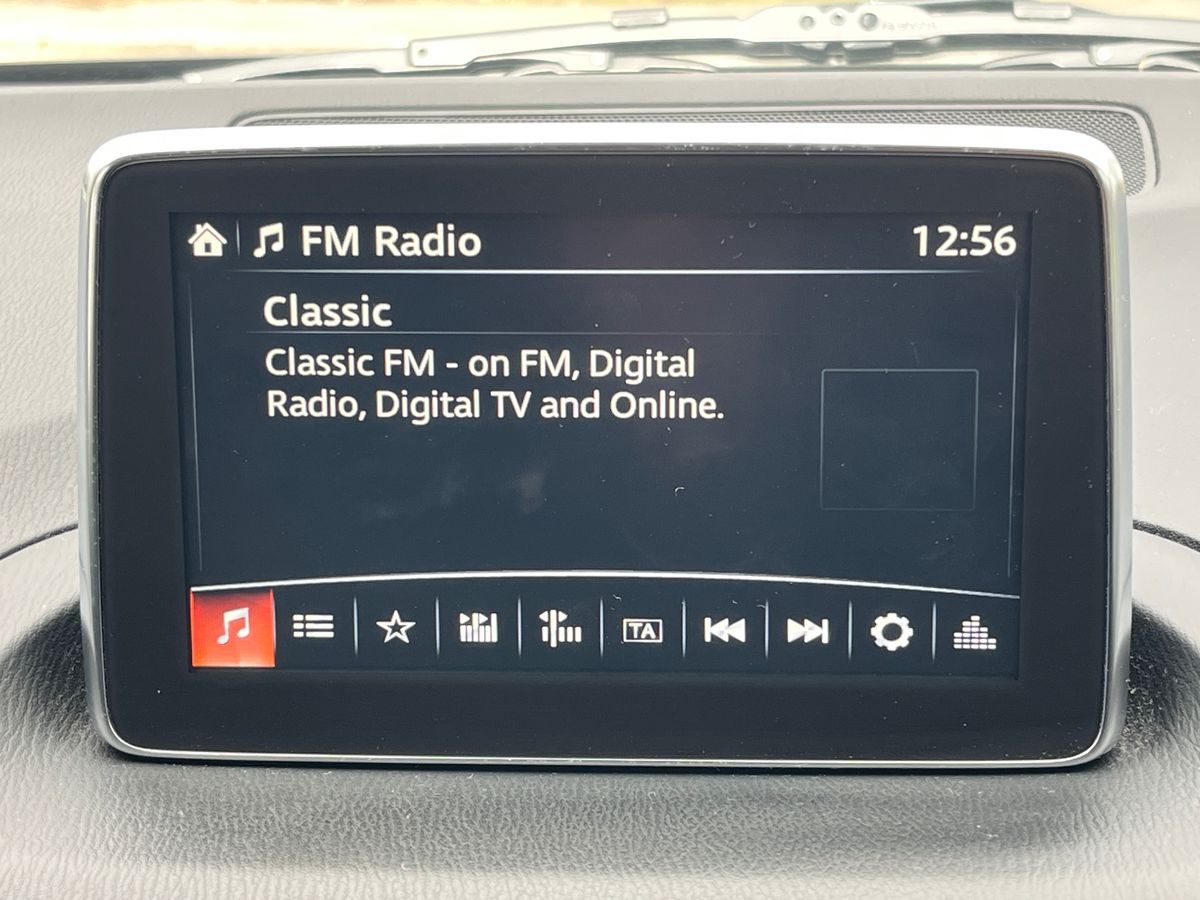 FM Radio
12:56
Classic
Classic FM - on FM, Digital
Radio, Digital TV and Online.
TA